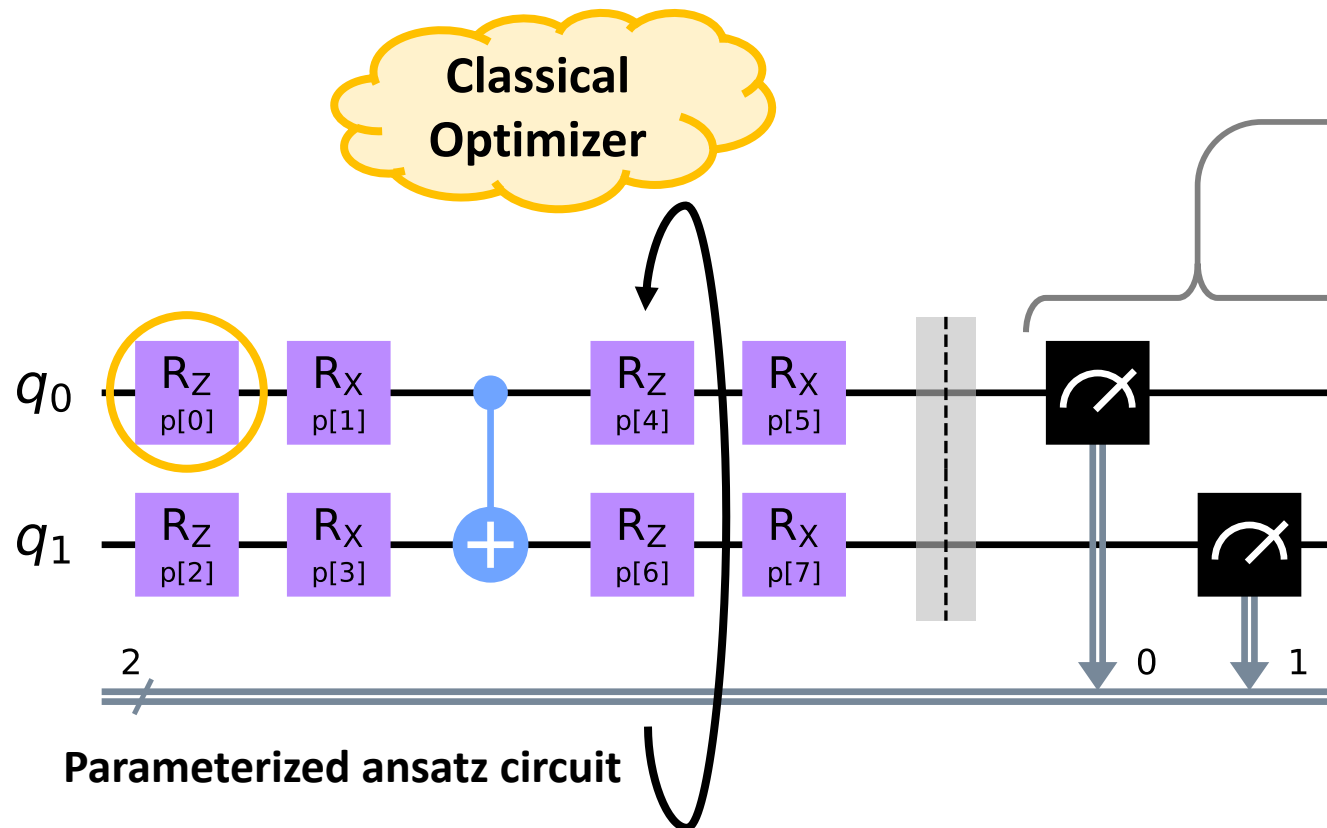 Classical
Optimizer
q0
RZ
p[0]
RX
p[1]
RZ
p[4]
RX
p[5]
q1
RZ
p[2]
RX
p[3]
RZ
p[6]
RX
p[7]
2
0
1
Parameterized ansatz circuit